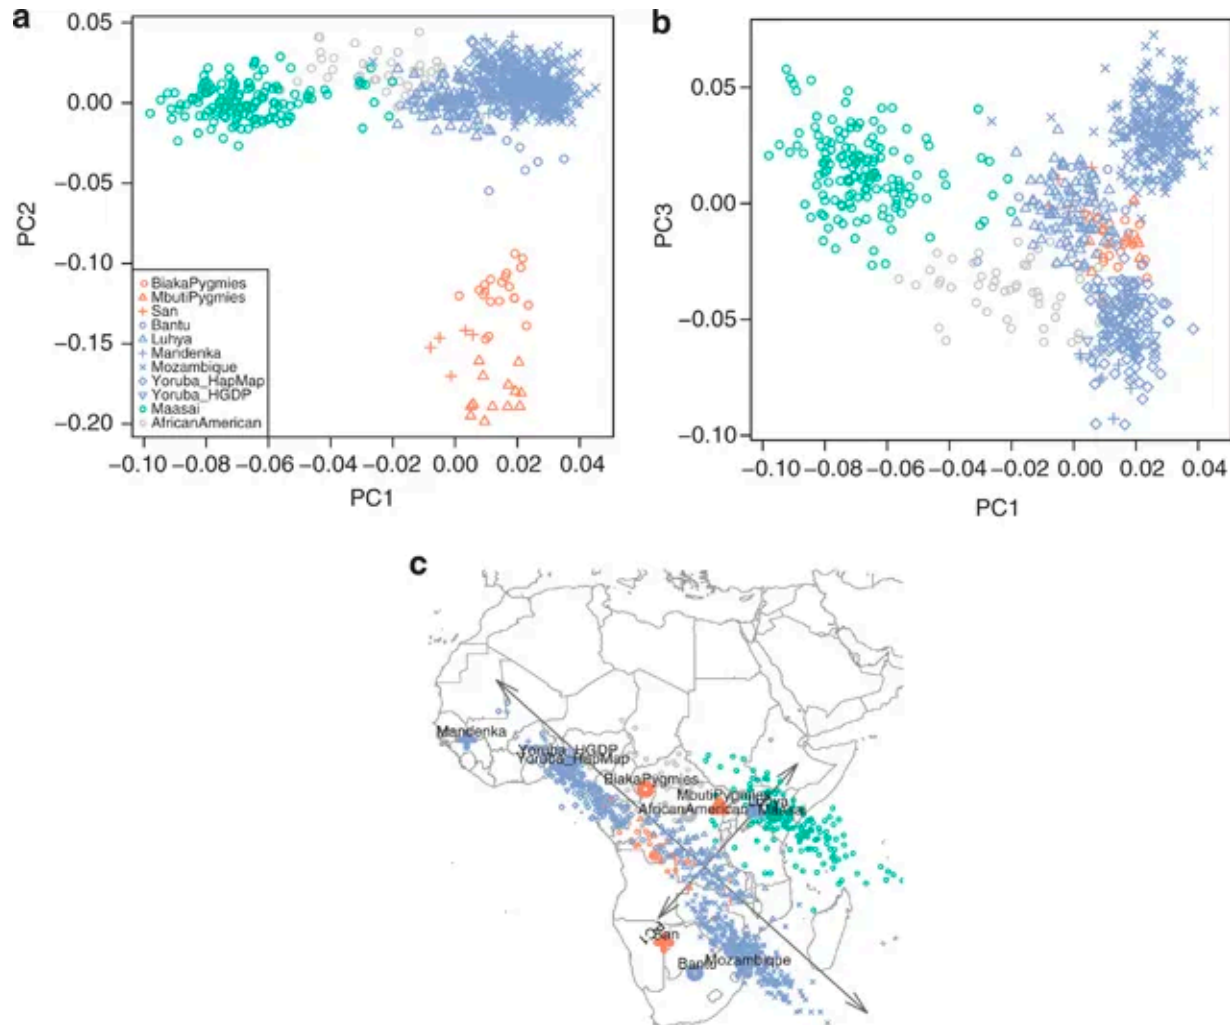 a
b
0.05
0.00
−0.05
−0.10
−0.15
−0.20
PC2
BiakaPygmies
MbutiPygmies
San
Bantu
Luhya
Mandenka
Mozambique
Yoruba_HapMap
Yoruba_HGDP
Maasai
AfricanAmerican
−0.10 −0.08 −0.06 −0.04 −0.02 0.00 0.02 0.04
PC1
0.05
0.00
−0.05
−0.10
PC3
−0.10 −0.08 −0.06 −0.04 −0.02 0.00 0.02 0.04
PC1
c
Mandenka
Yoruba_HGDP
Yoruba_HapMap
BiakaPygmies
MbutiPygmies
AfricanAmerican
San
Bantu
Mozambique